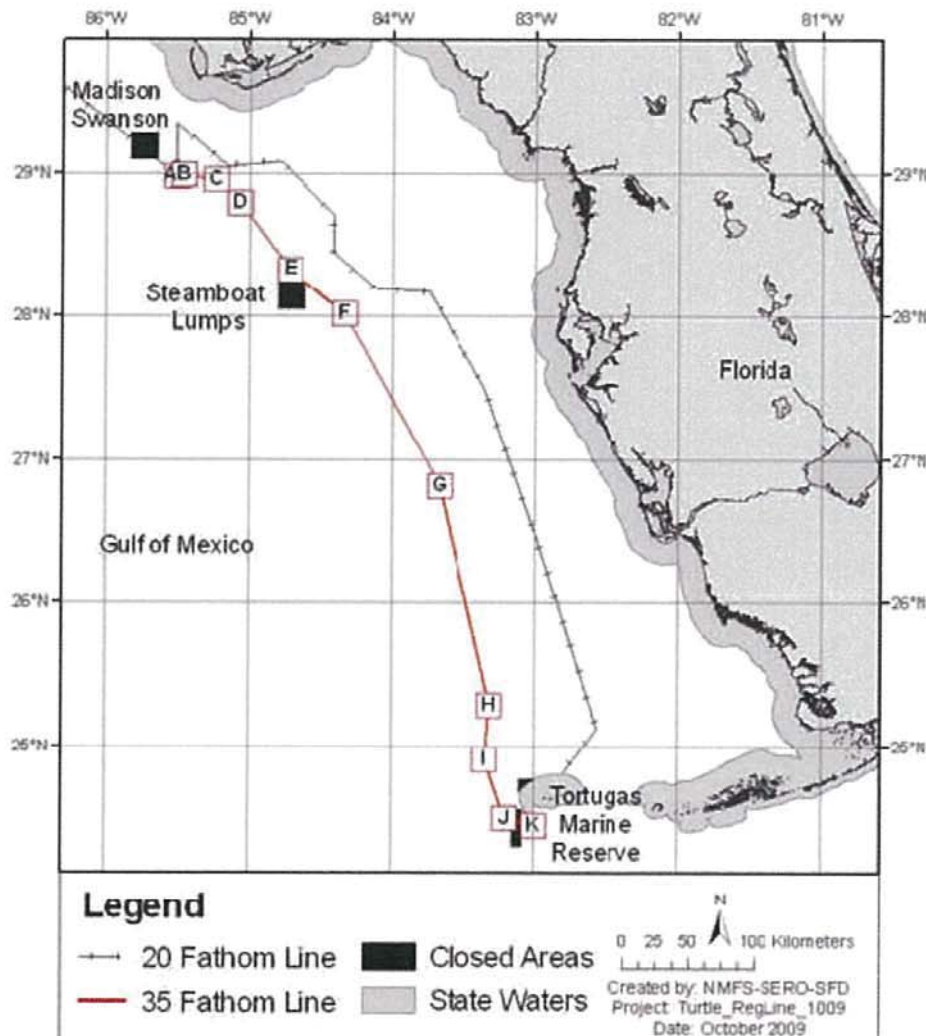 86°W 85°W 84°W 83°W 82°W 81°W
Madison
Swanson
29°N 29°N
A B C
D
E
Steamboat
Lumps
F
28°N 28°N
Florida
27°N 27°N
G
Gulf of Mexico
26°N 26°N
H
25°N 25°N
I
J K
Tortugas
Marine
Reserve
Legend
20 Fathom Line
35 Fathom Line
Closed Areas
State Waters
N
0 25 50 100 Kilometers
Created by: NMFS-SERO-SFD
Project: Turtle_RegLine_1009
Date: October 2009